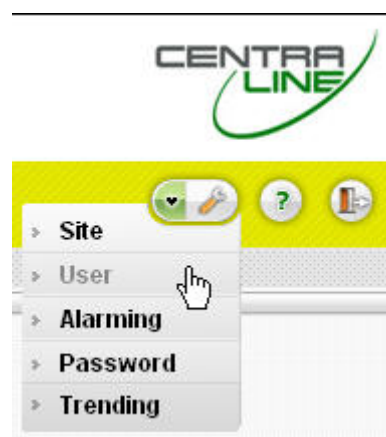 CENTRA
LINE
?
Site
User
Alarming
Password
Trending